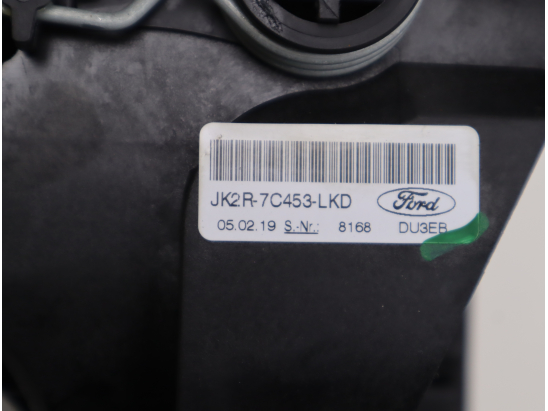 JK2R-7C453-LKD Ford
05.02.19 S.-Nr.: 8168 DU3EB